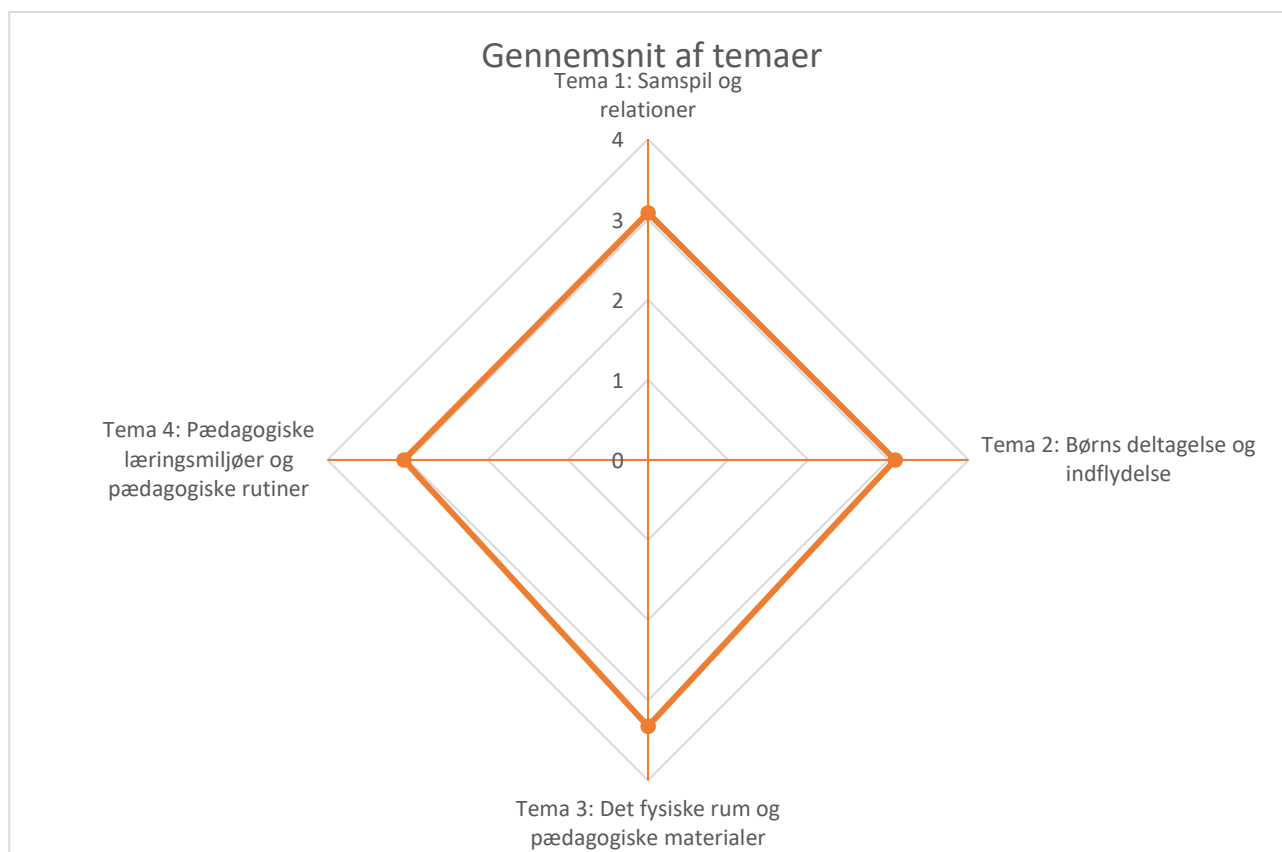 Gennemsnit af temaer
Tema 1: Samspil og
relationer
4
3
2
1
0
Tema 2: Børns deltagelse og
indflydelse
Tema 3: Det fysiske rum og
pædagogiske materialer
Tema 4: Pædagogiske
læringsmiljøer og
pædagogiske rutiner